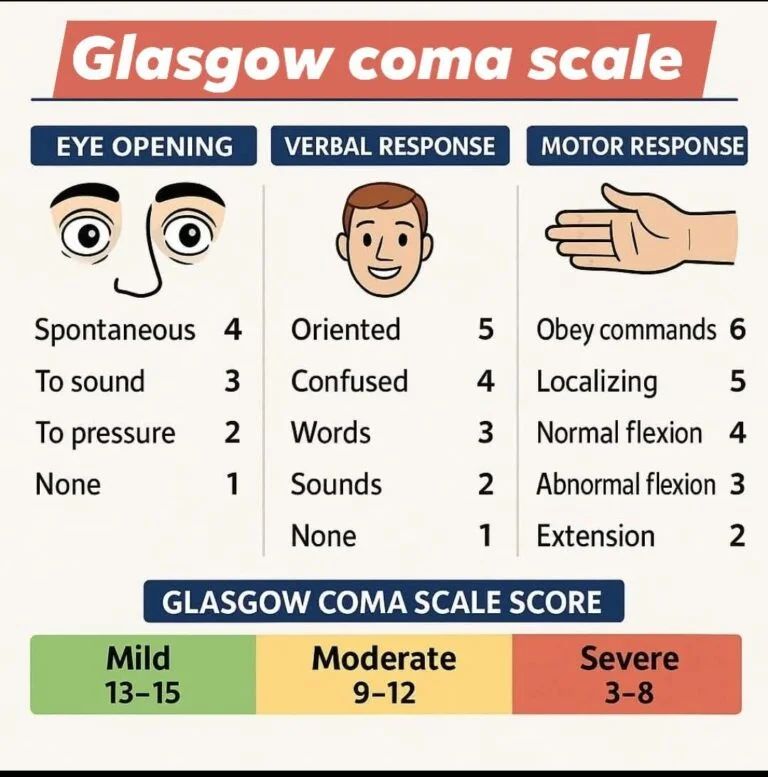 Glasgow coma scale
EYE OPENING
Spontaneous 4
To sound 3
To pressure 2
None 1
VERBAL RESPONSE
Oriented 5
Confused 4
Words 3
Sounds 2
None 1
MOTOR RESPONSE
Obey commands 6
Localizing 5
Normal flexion 4
Abnormal flexion 3
Extension 2
GLASGOW COMA SCALE SCORE
Mild
13–15
Moderate
9–12
Severe
3–8